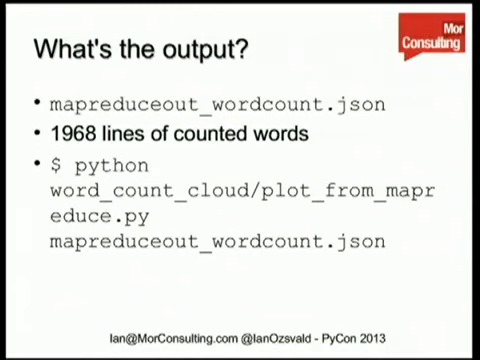 Mor
Consulting
What's the output?
• mapreduceout_wordcount.json
• 1968 lines of counted words
• $ python
word_count_cloud/plot_from_mapr
educe.py
mapreduceout_wordcount.json
Ian@MorConsulting.com @IanOzsvald - PyCon 2013